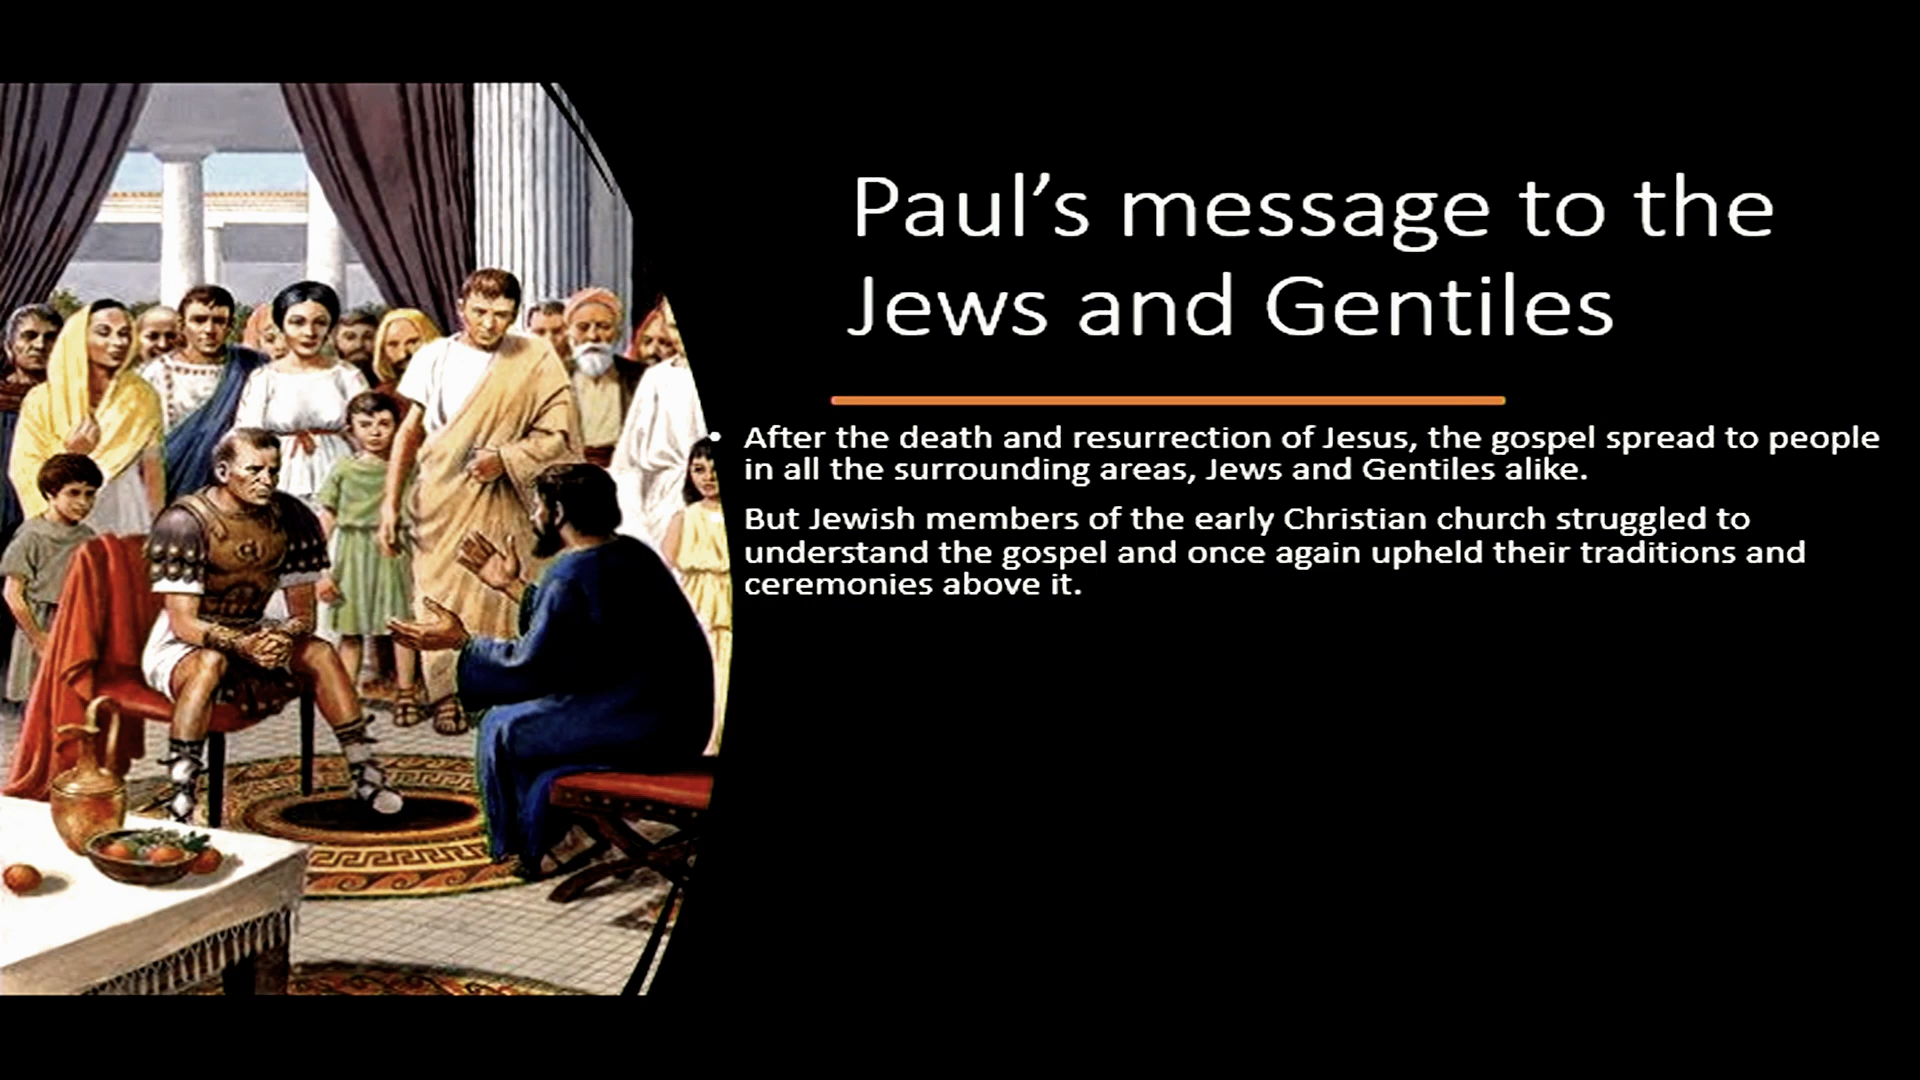 Paul’s message to the
Jews and Gentiles
• After the death and resurrection of Jesus, the gospel spread to people
in all the surrounding areas, Jews and Gentiles alike.
But Jewish members of the early Christian church struggled to
understand the gospel and once again upheld their traditions and
ceremonies above it.